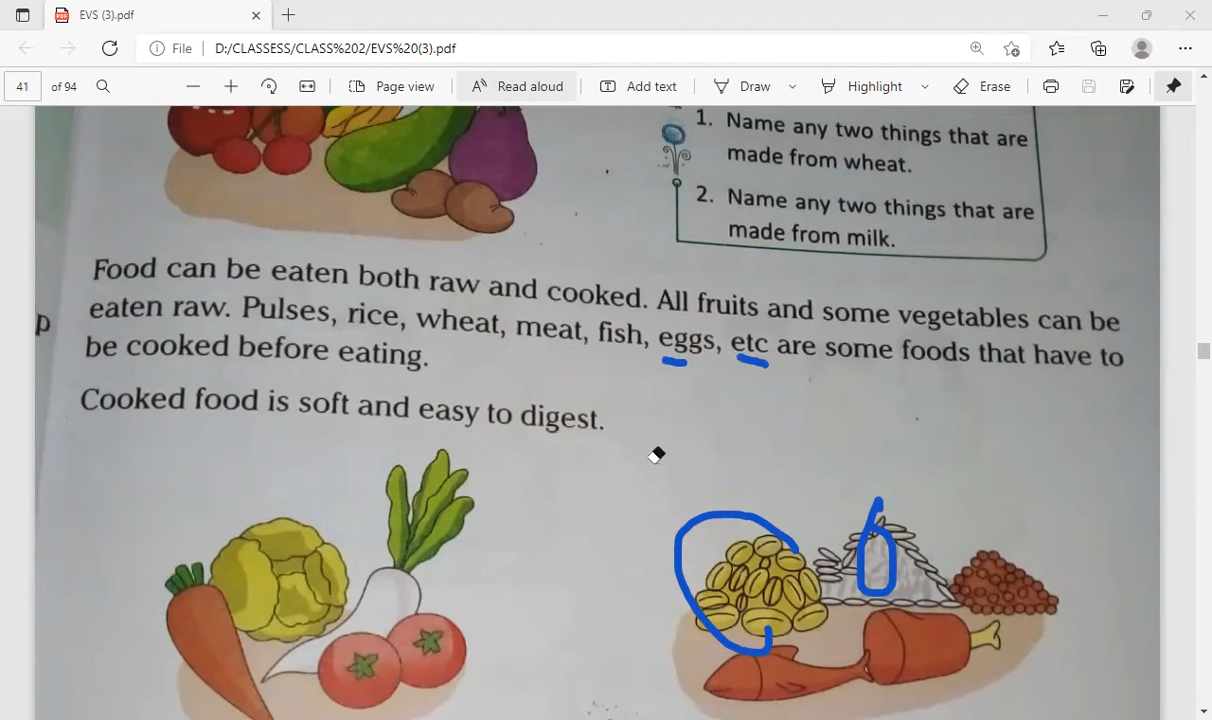 EVS (3).pdf
File
D:/CLASSESS/CLASS%202/EVS%20(3).pdf
41 of 94
Page view
Read aloud
Add text
Draw
Highlight
Erase
1. Name any two things that are
made from wheat.
2. Name any two things that are
made from milk.
p
Food can be eaten both raw and cooked. All fruits and some vegetables can be
eaten raw. Pulses, rice, wheat, meat, fish, eggs, etc are some foods that have to
be cooked before eating.
Cooked food is soft and easy to digest.